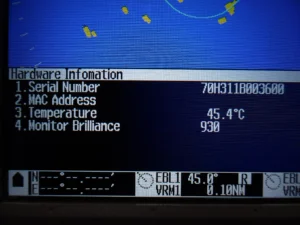 Hardware Infomation
1.Serial Number 70H311B003600
2.MAC Address
3.Temperature 45.4°C
4.Monitor Brilliance 930
N --°--.---' EBL1 45.0° R
E ---°--.---' VRM1 0.10NM